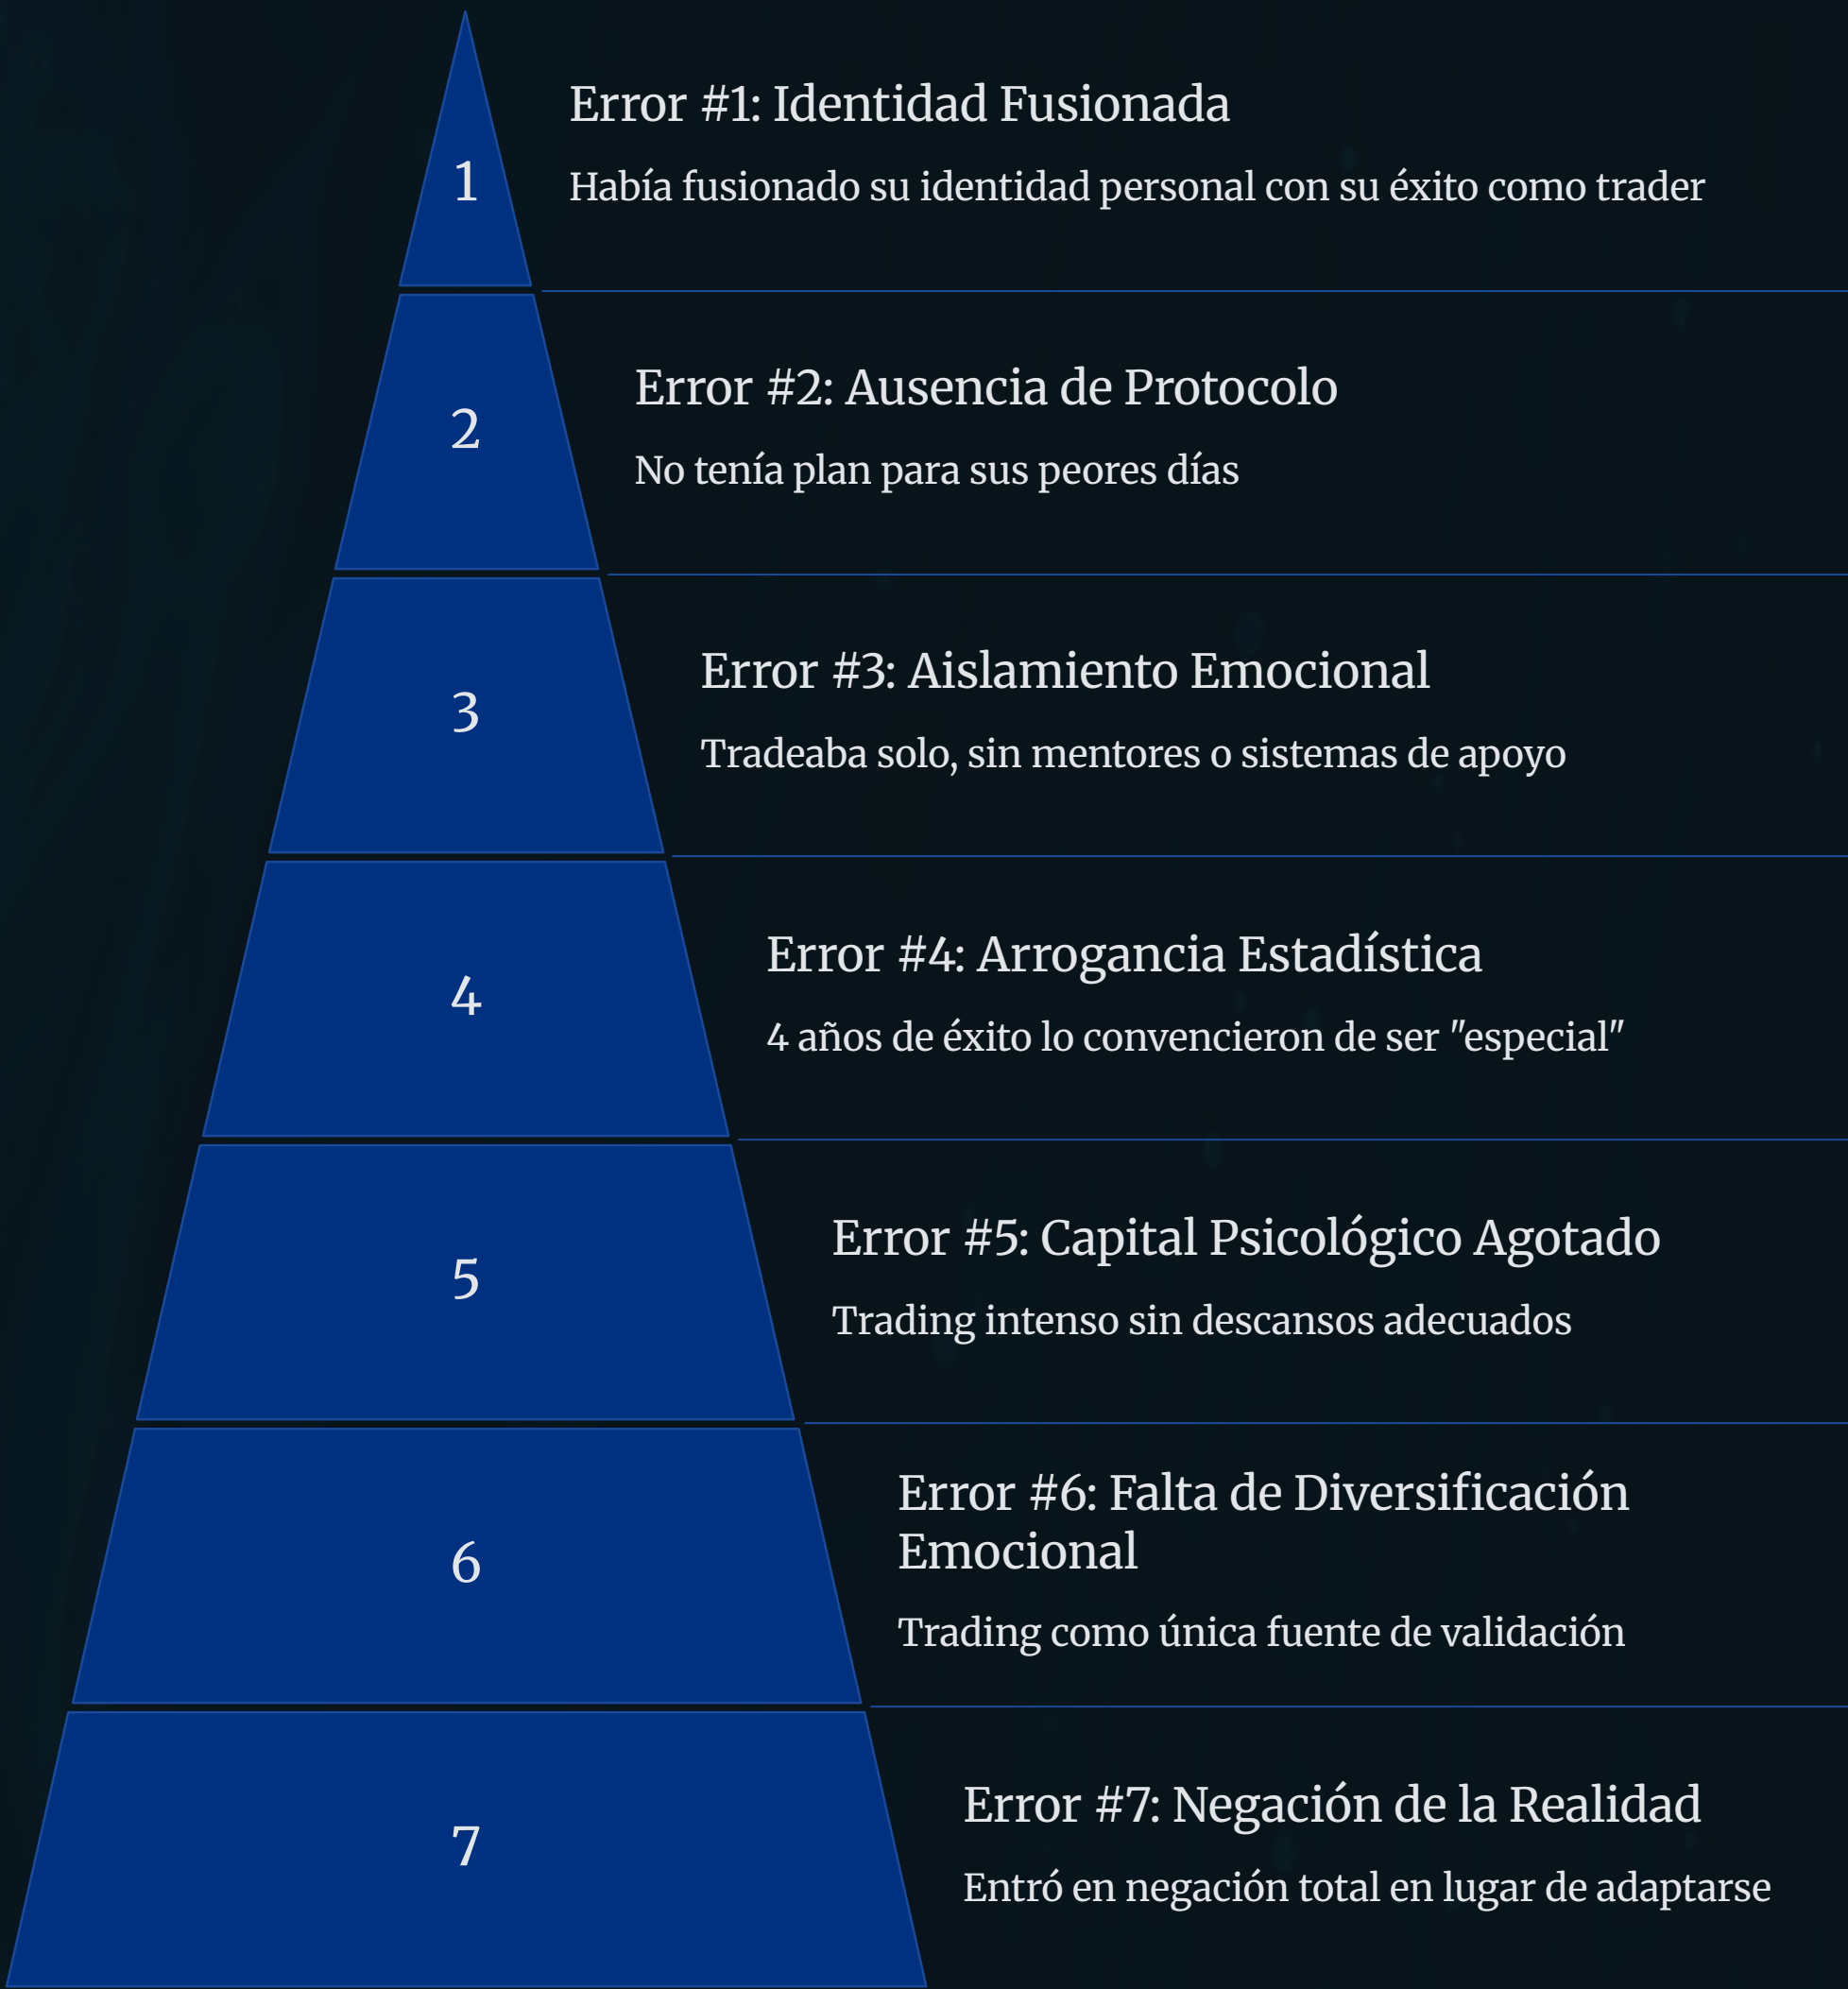 1
Error #1: Identidad Fusionada
Había fusionado su identidad personal con su éxito como trader
2
Error #2: Ausencia de Protocolo
No tenía plan para sus peores días
3
Error #3: Aislamiento Emocional
Tradeaba solo, sin mentores o sistemas de apoyo
4
Error #4: Arrogancia Estadística
4 años de éxito lo convencieron de ser "especial"
5
Error #5: Capital Psicológico Agotado
Trading intenso sin descansos adecuados
6
Error #6: Falta de Diversificación
Emocional
Trading como única fuente de validación
7
Error #7: Negación de la Realidad
Entró en negación total en lugar de adaptarse